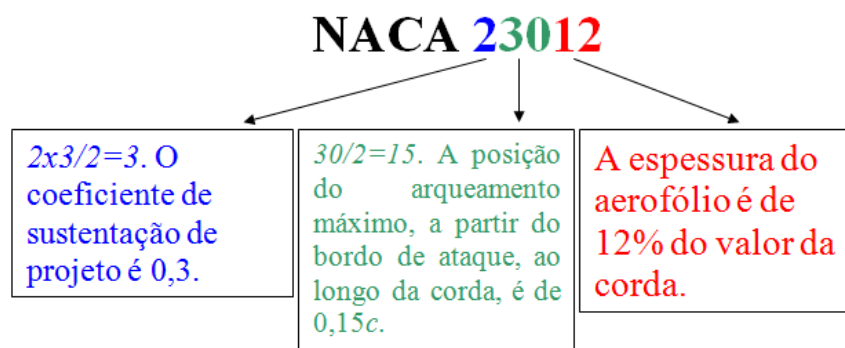 NACA 23012
2x3/2=3. O
coeficiente de
sustentação de
projeto é 0,3.
30/2=15. A posição
do arqueamento
máximo, a partir do
bordo de ataque, ao
longo da corda, é de
0,15c.
A espessura do
aerofólio é de
12% do valor da
corda.